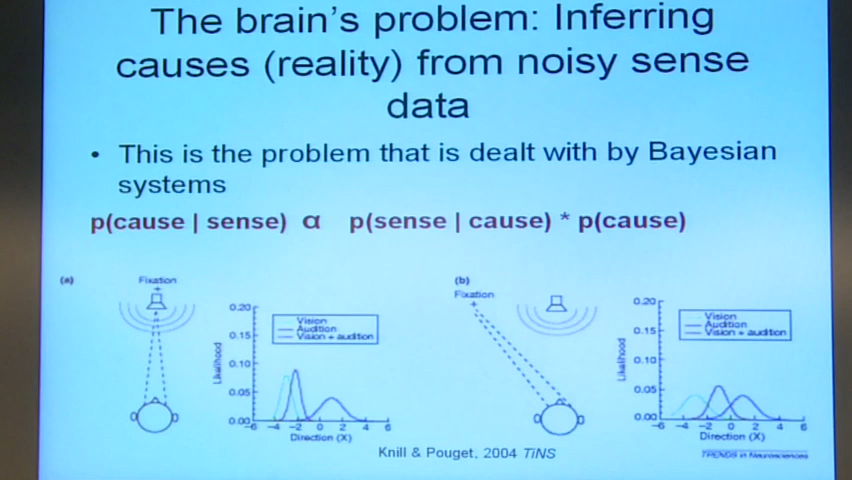 The brain's problem: Inferring
causes (reality) from noisy sense
data
• This is the problem that is dealt with by Bayesian
systems
p(cause | sense) α p(sense | cause) * p(cause)
(a)
Fixation
+
0.20
0.15
0.10
0.05
0.00
Likelihood
Vision
Audition
Vision + audition
−6 −4 −2 0 2 4 6
Direction (X)
(b)
Fixation
+
0.20
0.15
0.10
0.05
0.00
Likelihood
Vision
Audition
Vision + audition
−6 −4 −2 0 2 4 6
Direction (X)
Knill & Pouget, 2004 TiNS
TRENDS in Neurosciences